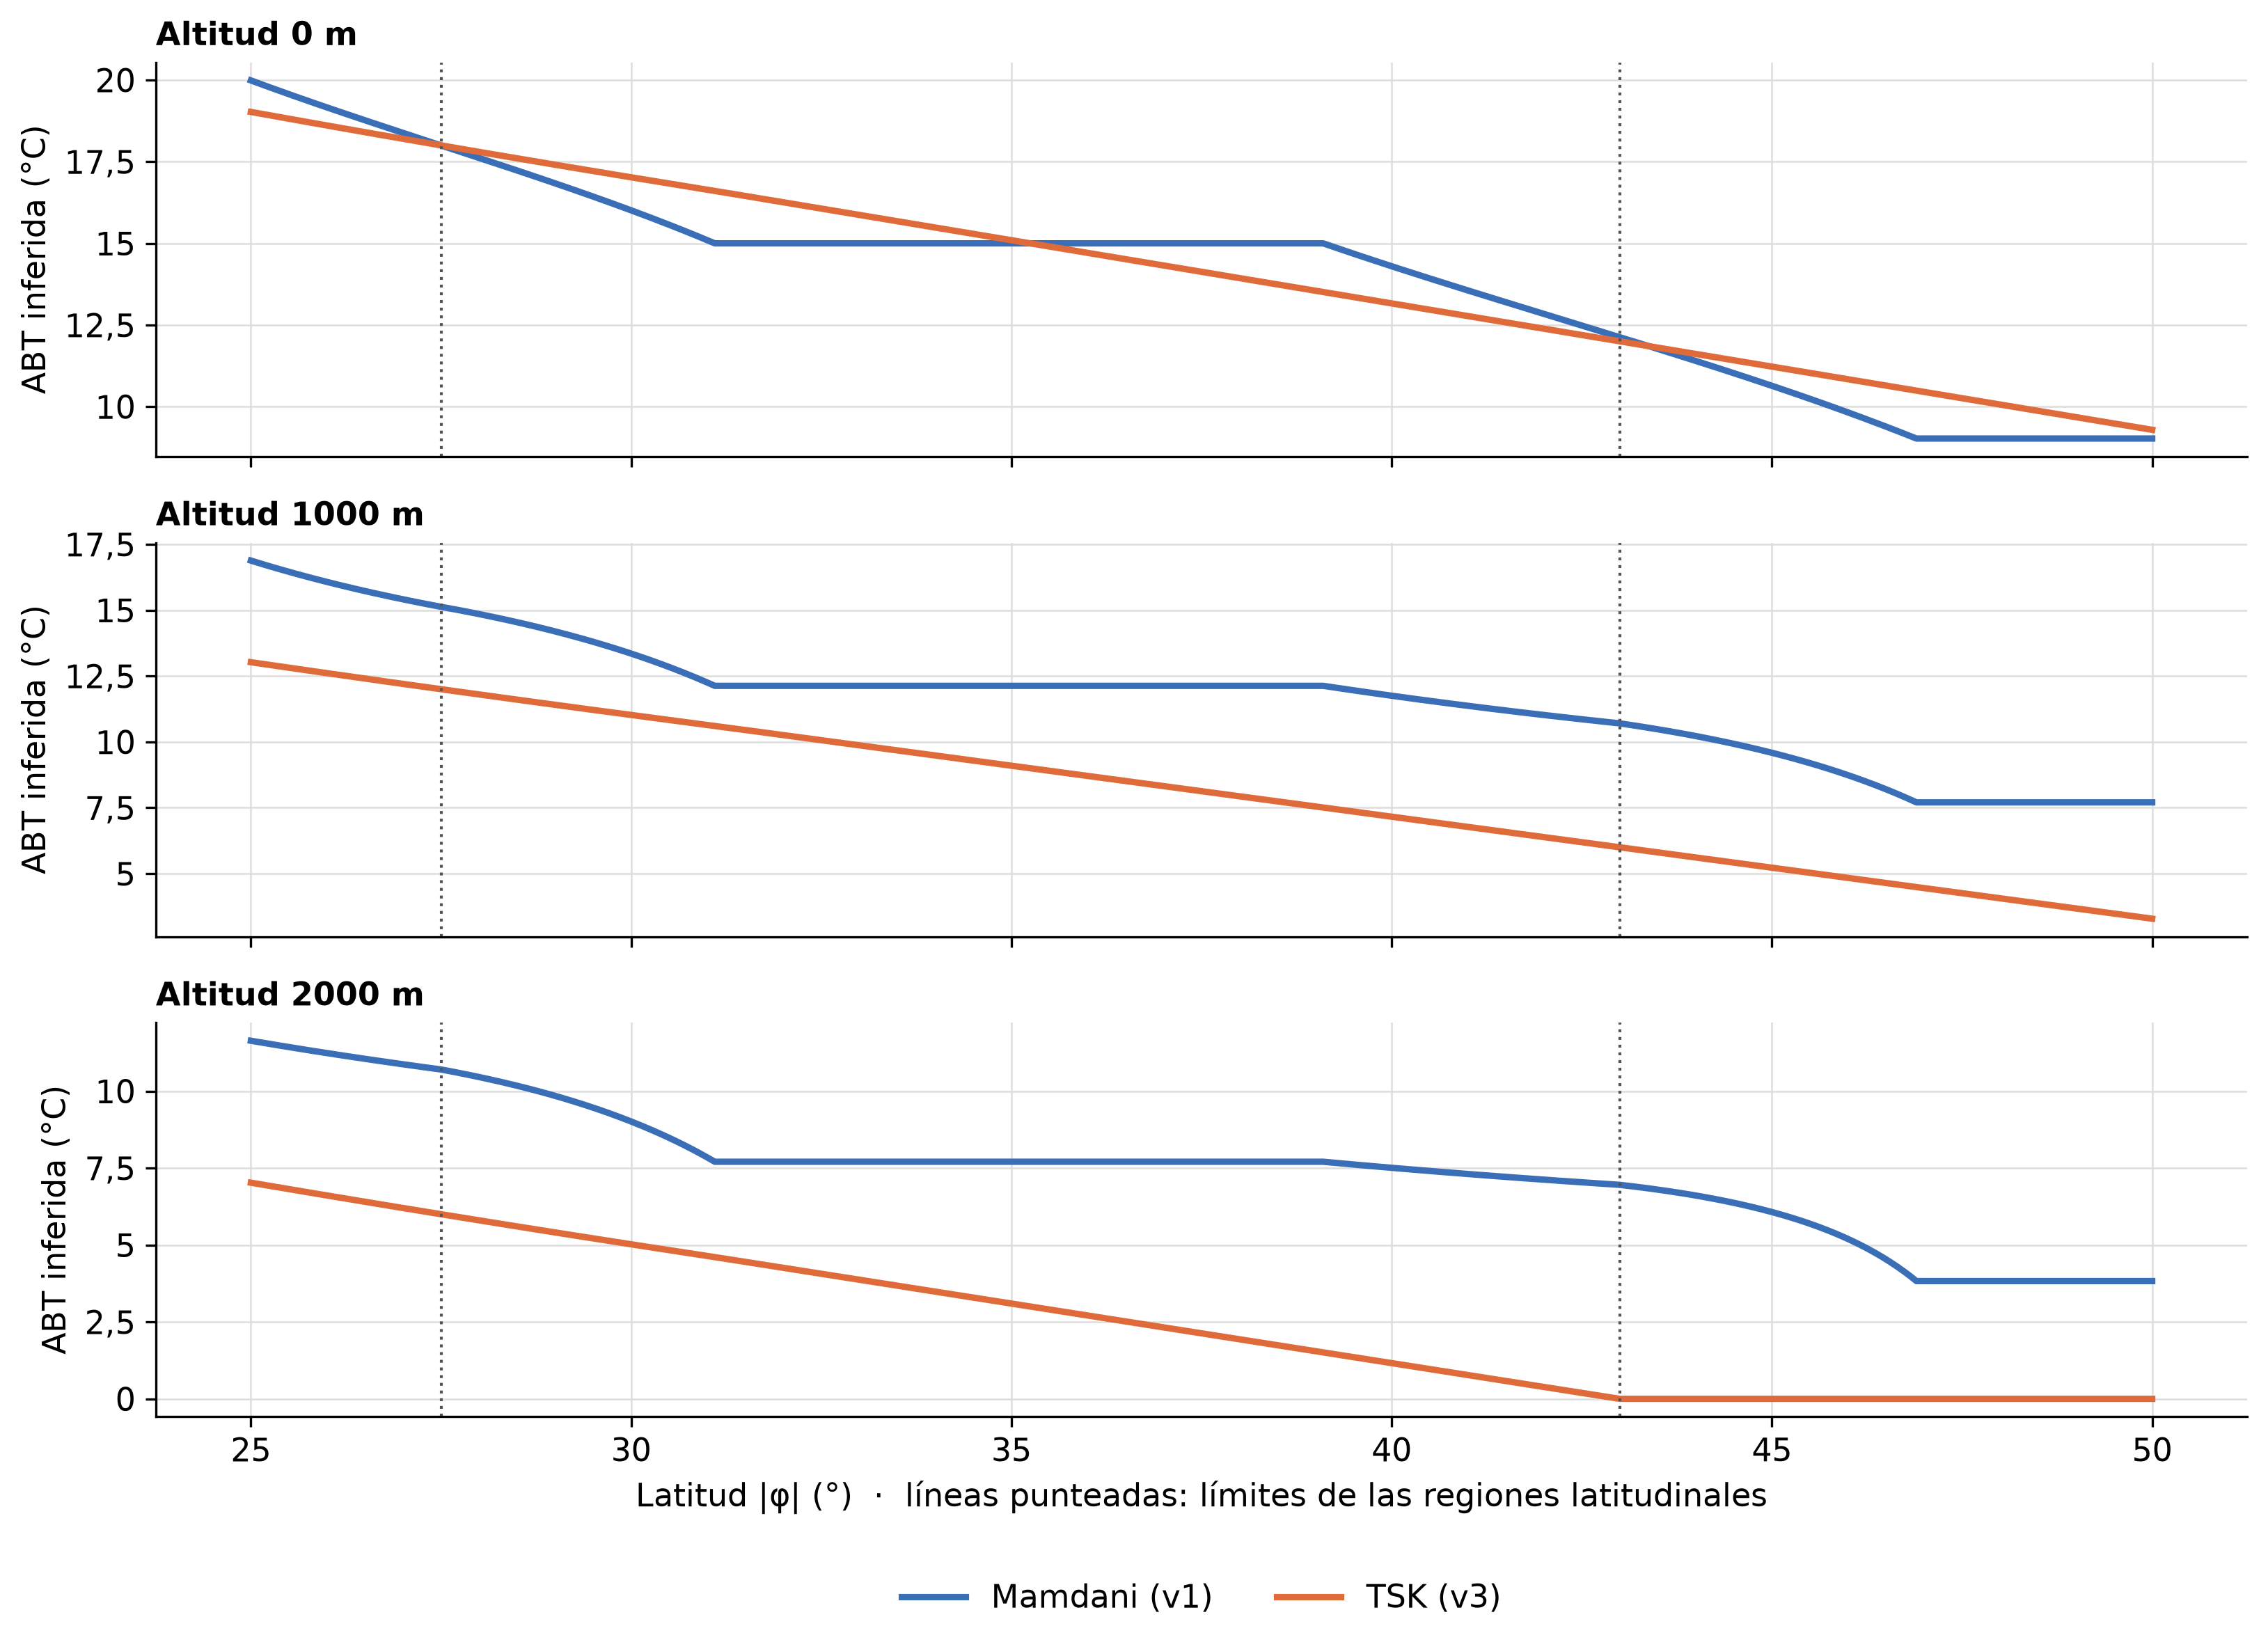 Altitud 0 m
ABT inferida (°C)
20
17,5
15
12,5
10
Altitud 1000 m
ABT inferida (°C)
17,5
15
12,5
10
7,5
5
Altitud 2000 m
ABT inferida (°C)
10
7,5
5
2,5
0
25 30 35 40 45 50
Latitud |φ| (°) · líneas punteadas: límites de las regiones latitudinales
Mamdani (v1) TSK (v3)